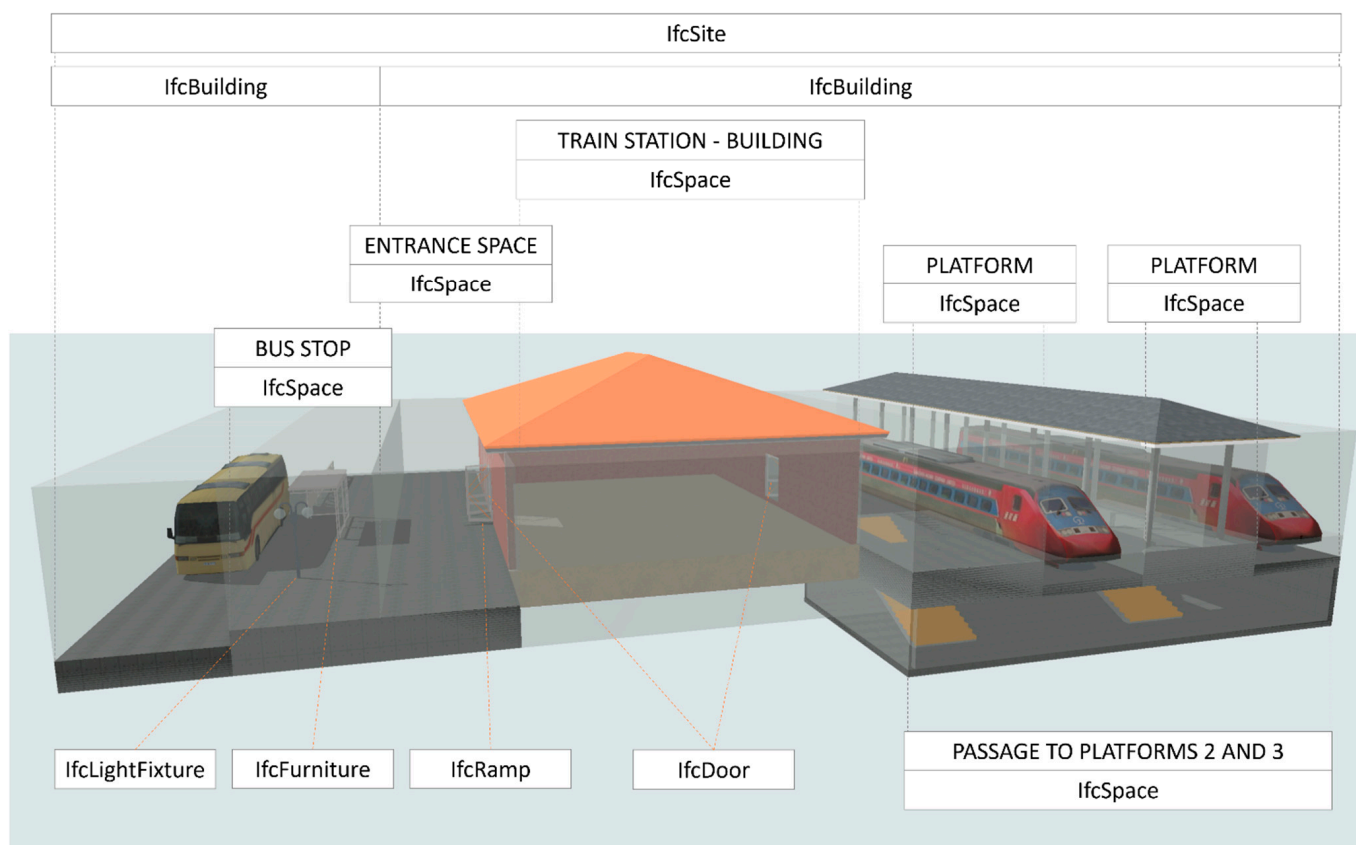 IfcSite
IfcBuilding
IfcBuilding
TRAIN STATION - BUILDING
IfcSpace
ENTRANCE SPACE
IfcSpace
PLATFORM
IfcSpace
PLATFORM
IfcSpace
BUS STOP
IfcSpace
IfcLightFixture
IfcFurniture
IfcRamp
IfcDoor
PASSAGE TO PLATFORMS 2 AND 3
IfcSpace